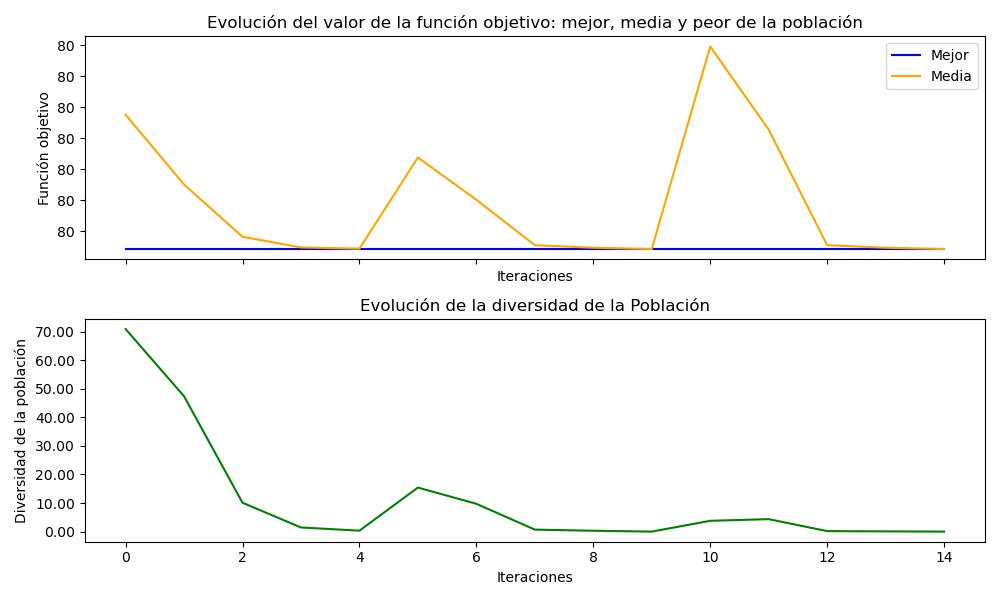 Evolución del valor de la función objetivo: mejor, media y peor de la población
80
80
80
80
80
80
80
Función objetivo
Mejor
Media
Iteraciones
Evolución de la diversidad de la Población
70.00
60.00
50.00
40.00
30.00
20.00
10.00
0.00
Diversidad de la población
0 2 4 6 8 10 12 14
Iteraciones